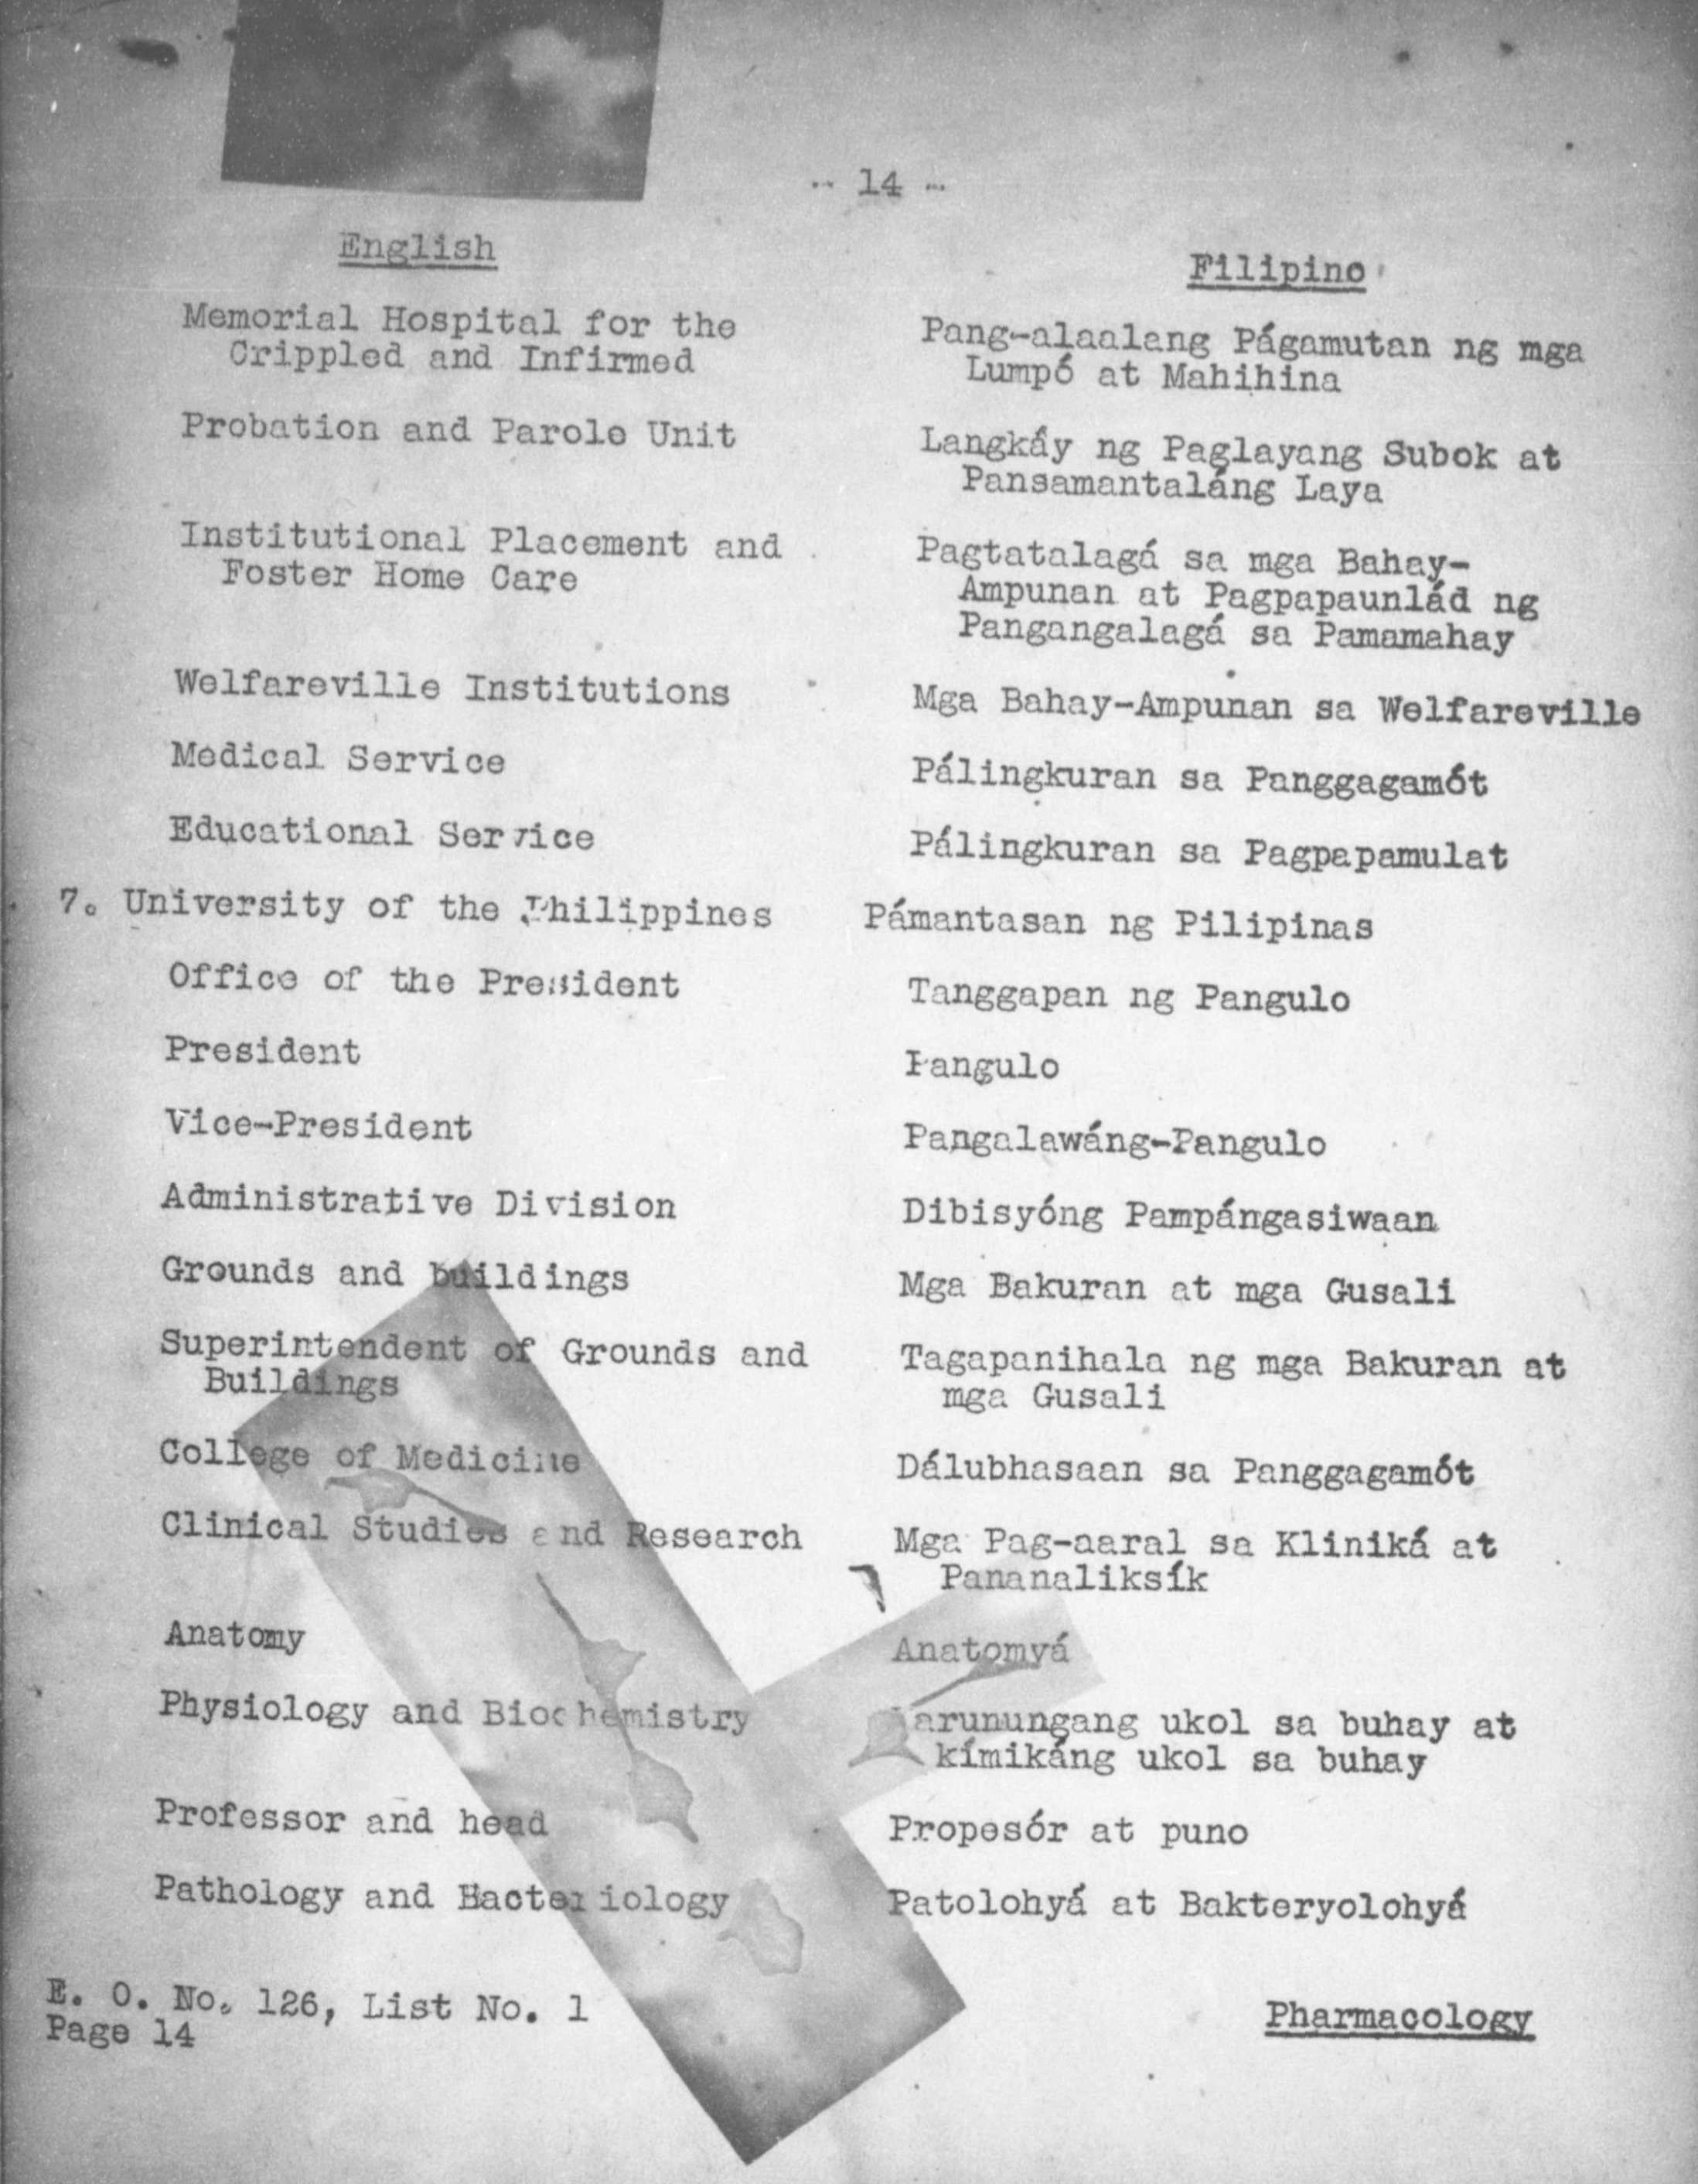 -- 14 --
English
Filipino
Memorial Hospital for the
Crippled and Infirmed
Pang-alaalang Págamutan ng mga
Lumpó at Mahihina
Probation and Parole Unit
Langkáy ng Paglayang Subok at
Pansamantaláng Laya
Institutional Placement and
Foster Home Care
Pagtatalagá sa mga Bahay-
Ampunan at Pagpapaunlád ng
Pangangalagá sa Pamamahay
Welfareville Institutions
Mga Bahay-Ampunan sa Welfareville
Medical Service
Pálingkuran sa Panggagamót
Educational Service
Pálingkuran sa Pagpapamulat
7. University of the Philippines
Pámantasan ng Pilipinas
Office of the President
Tanggapan ng Pangulo
President
Pangulo
Vice-President
Pangalawáng-Pangulo
Administrative Division
Dibisyóng Pampángasiwaan
Grounds and buildings
Mga Bakuran at mga Gusali
Superintendent of Grounds and
Buildings
Tagapanihala ng mga Bakuran at
mga Gusali
College of Medicine
Dálubhasaan sa Panggagamót
Clinical Studies and Research
Mga Pag-aaral sa Kliniká at
Pananaliksík
Anatomy
Anatomyá
Physiology and Biochemistry
Karunungang ukol sa buhay at
kímikáng ukol sa buhay
Professor and head
Propesór at puno
Pathology and Bacteriology
Patolohyá at Bakteryolohyá
E. O. No. 126, List No. 1
Page 14
Pharmacology